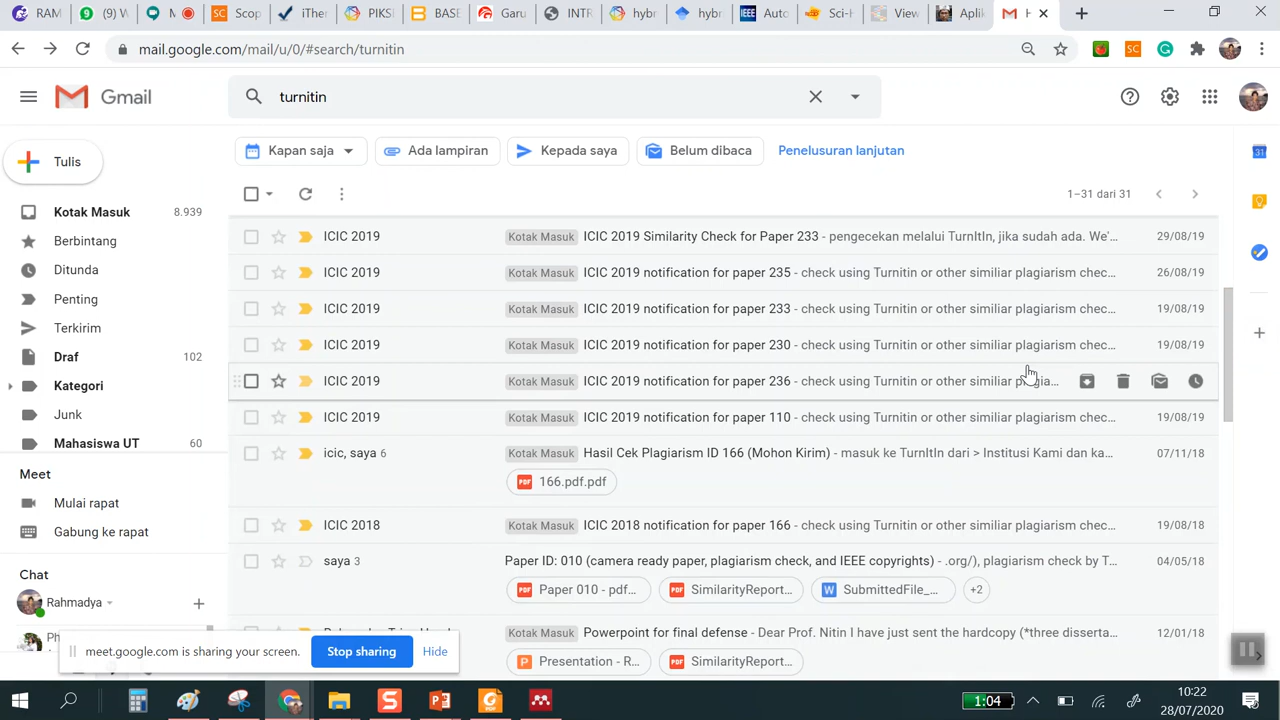 RAM
(9) W
M
Scop
iTher
PIKSI
BASE
Garu
INTR
hybr
hybr
Auto
Sci-H
View
Aplik
H
mail.google.com/mail/u/0/#search/turnitin
Gmail
turnitin
Tulis
Kapan saja
Ada lampiran
Kepada saya
Belum dibaca
Penelusuran lanjutan
1–31 dari 31
Kotak Masuk 8.939
Berbintang
Ditunda
Penting
Terkirim
Draf 102
Kategori
Junk
Mahasiswa UT 60
Meet
Mulai rapat
Gabung ke rapat
Chat
Rahmadya
Ph
ICIC 2019 Kotak Masuk ICIC 2019 Similarity Check for Paper 233 - pengecekan melalui TurnItIn, jika sudah ada. We'... 29/08/19
ICIC 2019 Kotak Masuk ICIC 2019 notification for paper 235 - check using Turnitin or other similiar plagiarism chec... 26/08/19
ICIC 2019 Kotak Masuk ICIC 2019 notification for paper 233 - check using Turnitin or other similiar plagiarism chec... 19/08/19
ICIC 2019 Kotak Masuk ICIC 2019 notification for paper 230 - check using Turnitin or other similiar plagiarism chec... 19/08/19
ICIC 2019 Kotak Masuk ICIC 2019 notification for paper 236 - check using Turnitin or other similiar plagia...
ICIC 2019 Kotak Masuk ICIC 2019 notification for paper 110 - check using Turnitin or other similiar plagiarism chec... 19/08/19
icic, saya 6 Kotak Masuk Hasil Cek Plagiarism ID 166 (Mohon Kirim) - masuk ke TurnItIn dari > Institusi Kami dan ka... 07/11/18
166.pdf.pdf
ICIC 2018 Kotak Masuk ICIC 2018 notification for paper 166 - check using Turnitin or other similiar plagiarism chec... 19/08/18
saya 3 Paper ID: 010 (camera ready paper, plagiarism check, and IEEE copyrights) - .org/), plagiarism check by T... 04/05/18
Paper 010 - pdf... SimilarityReport... SubmittedFile_... +2
Kotak Masuk Powerpoint for final defense - Dear Prof. Nitin I have just sent the hardcopy (*three disserta... 12/01/18
Presentation - R... SimilarityReport...
meet.google.com is sharing your screen. Stop sharing Hide
1:04
10:22
28/07/2020